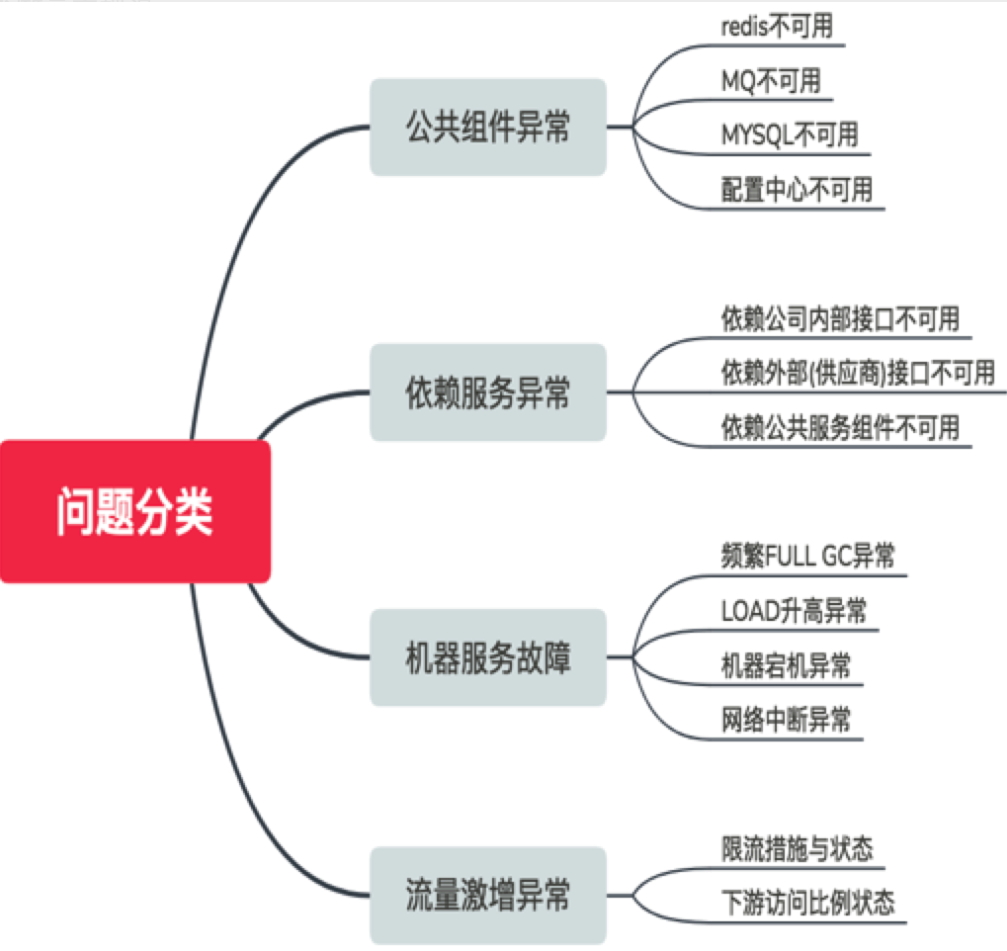 问题分类
公共组件异常
redis不可用
MQ不可用
MYSQL不可用
配置中心不可用
依赖服务异常
依赖公司内部接口不可用
依赖外部(供应商)接口不可用
依赖公共服务组件不可用
机器服务故障
频繁FULL GC异常
LOAD升高异常
机器宕机异常
网络中断异常
流量激增异常
限流措施与状态
下游访问比例状态